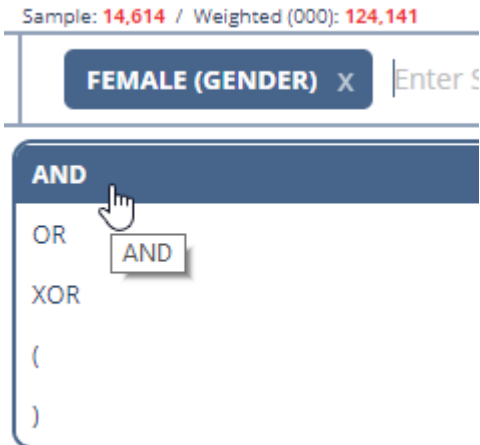 Sample: 14,614 / Weighted (000): 124,141
FEMALE (GENDER) x Enter S
AND
AND
OR
XOR
(
)